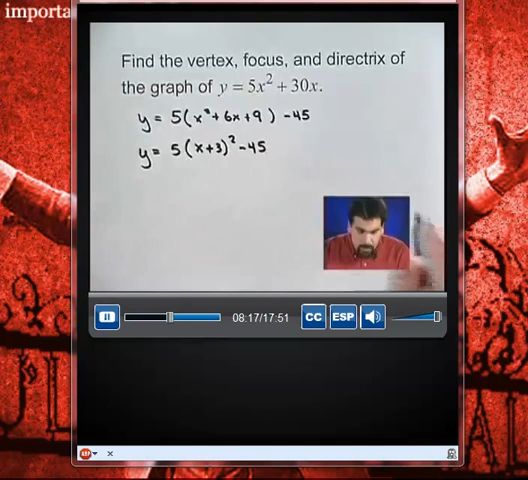 importa
Find the vertex, focus, and directrix of
the graph of y = 5x² + 30x.
y = 5(x²+6x+9 ) -45
y = 5(x+3)² -45
08:17/17:51
CC
ESP